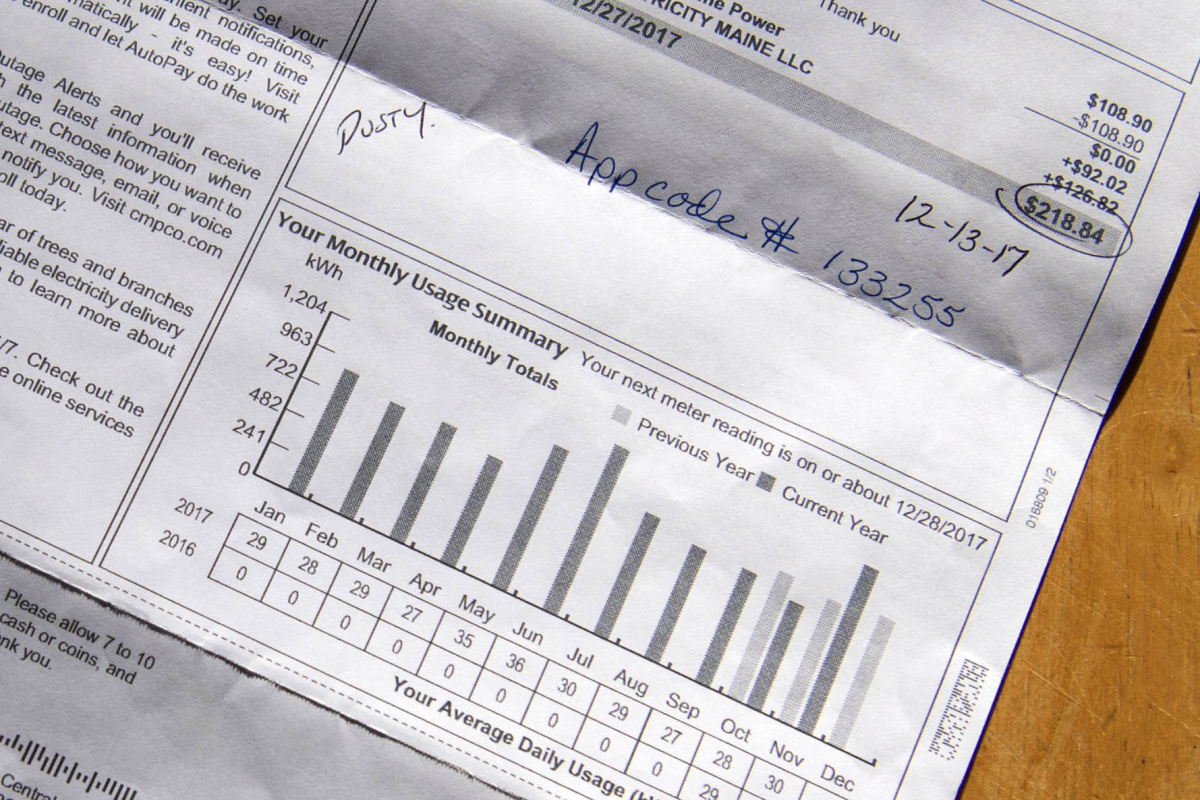 Set your
ent notifications,
ent will be made on time
matically - it's easy! Visit
enroll and let AutoPay do the work
utage Alerts and you'll receive
the latest information when
utage. Choose how you want to
text message, email, or voice
notify you. Visit cmpco.com
oll today.
ar of trees and branches
liable electricity delivery
to learn more about
/7. Check out the
e online services
Please allow 7 to 10
cash or coins, and
ank you.
Central
Thank you
ne Power
TRICITY MAINE LLC
12/27/2017
$108.90
-$108.90
$0.00
+$92.02
+$126.82
$218.84
DUSTY.
App code # 133255
12-13-17
Your Monthly Usage Summary Your next meter reading is on or about 12/28/2017
kWh
Monthly Totals
Previous Year Current Year
1,204
963
722
482
241
0
Jan Feb Mar Apr May Jun Jul Aug Sep Oct Nov Dec
2017 29 28 29 27 35 36 30 29 27 28 30
2016 0 0 0 0 0 0 0 0 0 29
Your Average Daily Usage (k
018809 1/2